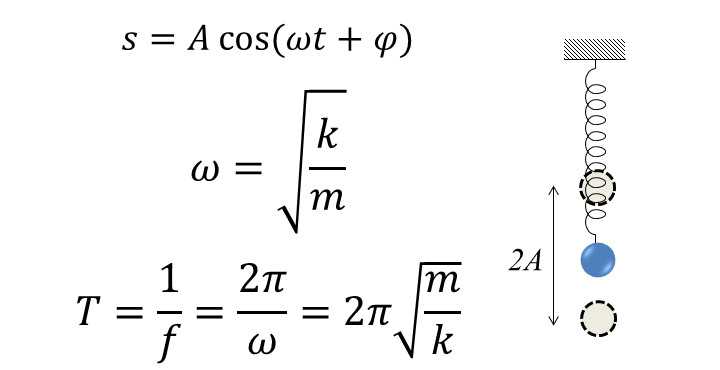 s = A cos(ωt + φ)
ω = √(k/m)
T = 1/f = 2π/ω = 2π√(m/k)
2A